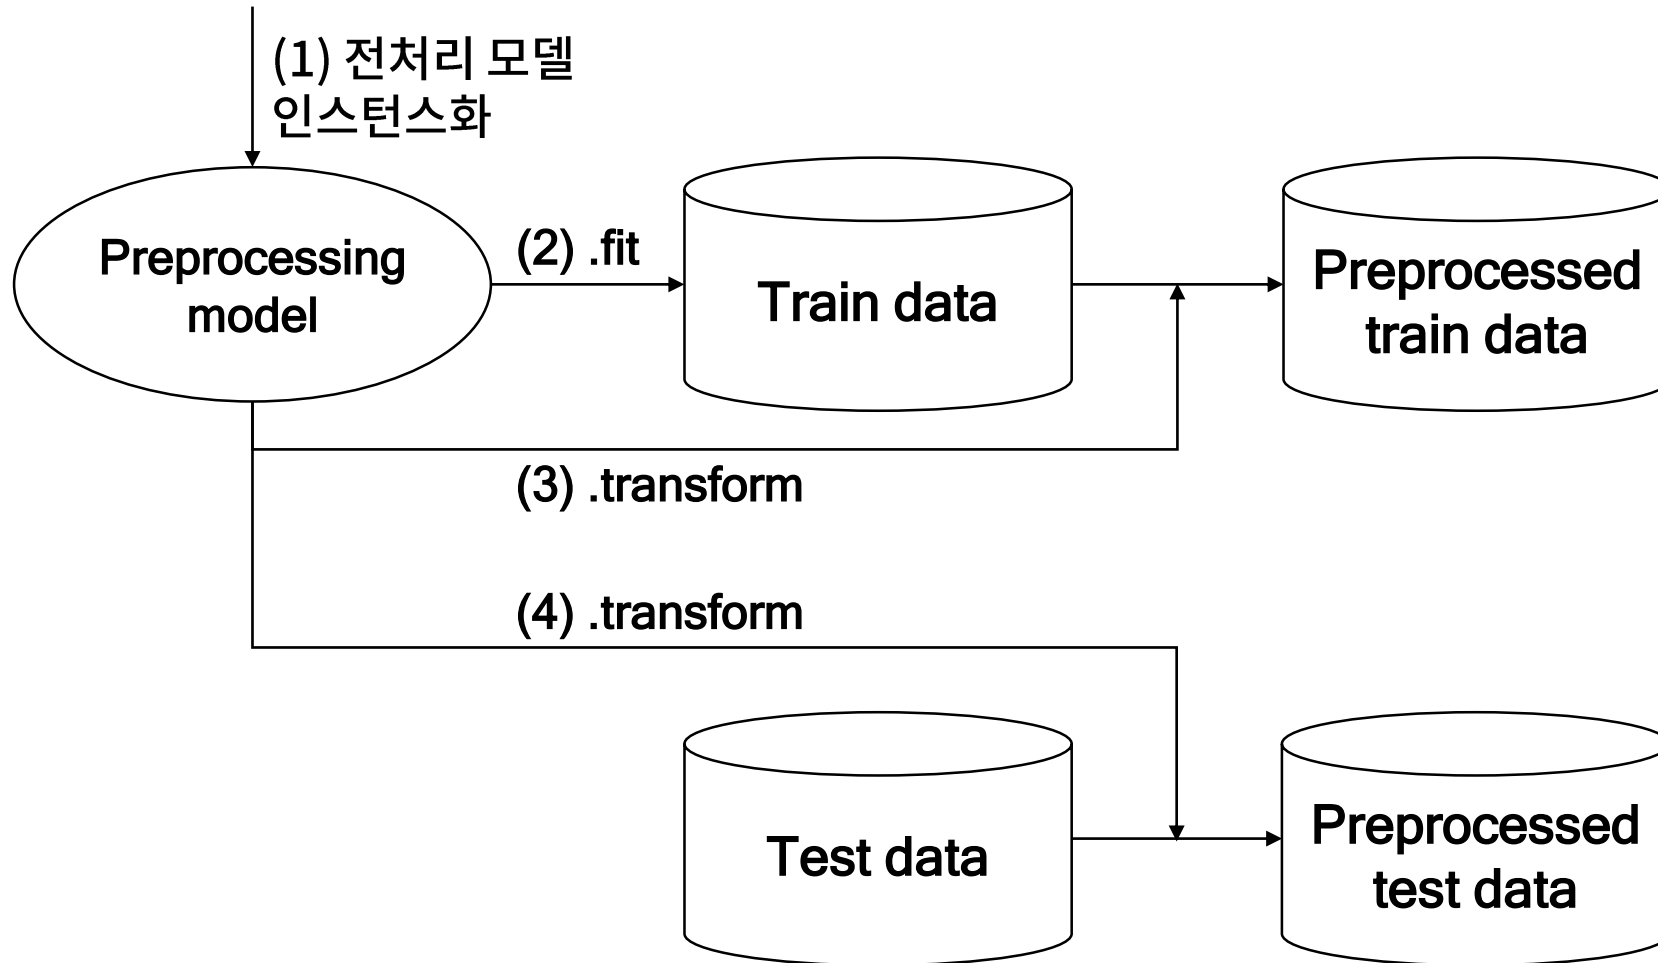 (1) 전처리 모델
인스턴스화
Preprocessing
model
(2) .fit
Train data
Preprocessed
train data
(3) .transform
(4) .transform
Test data
Preprocessed
test data